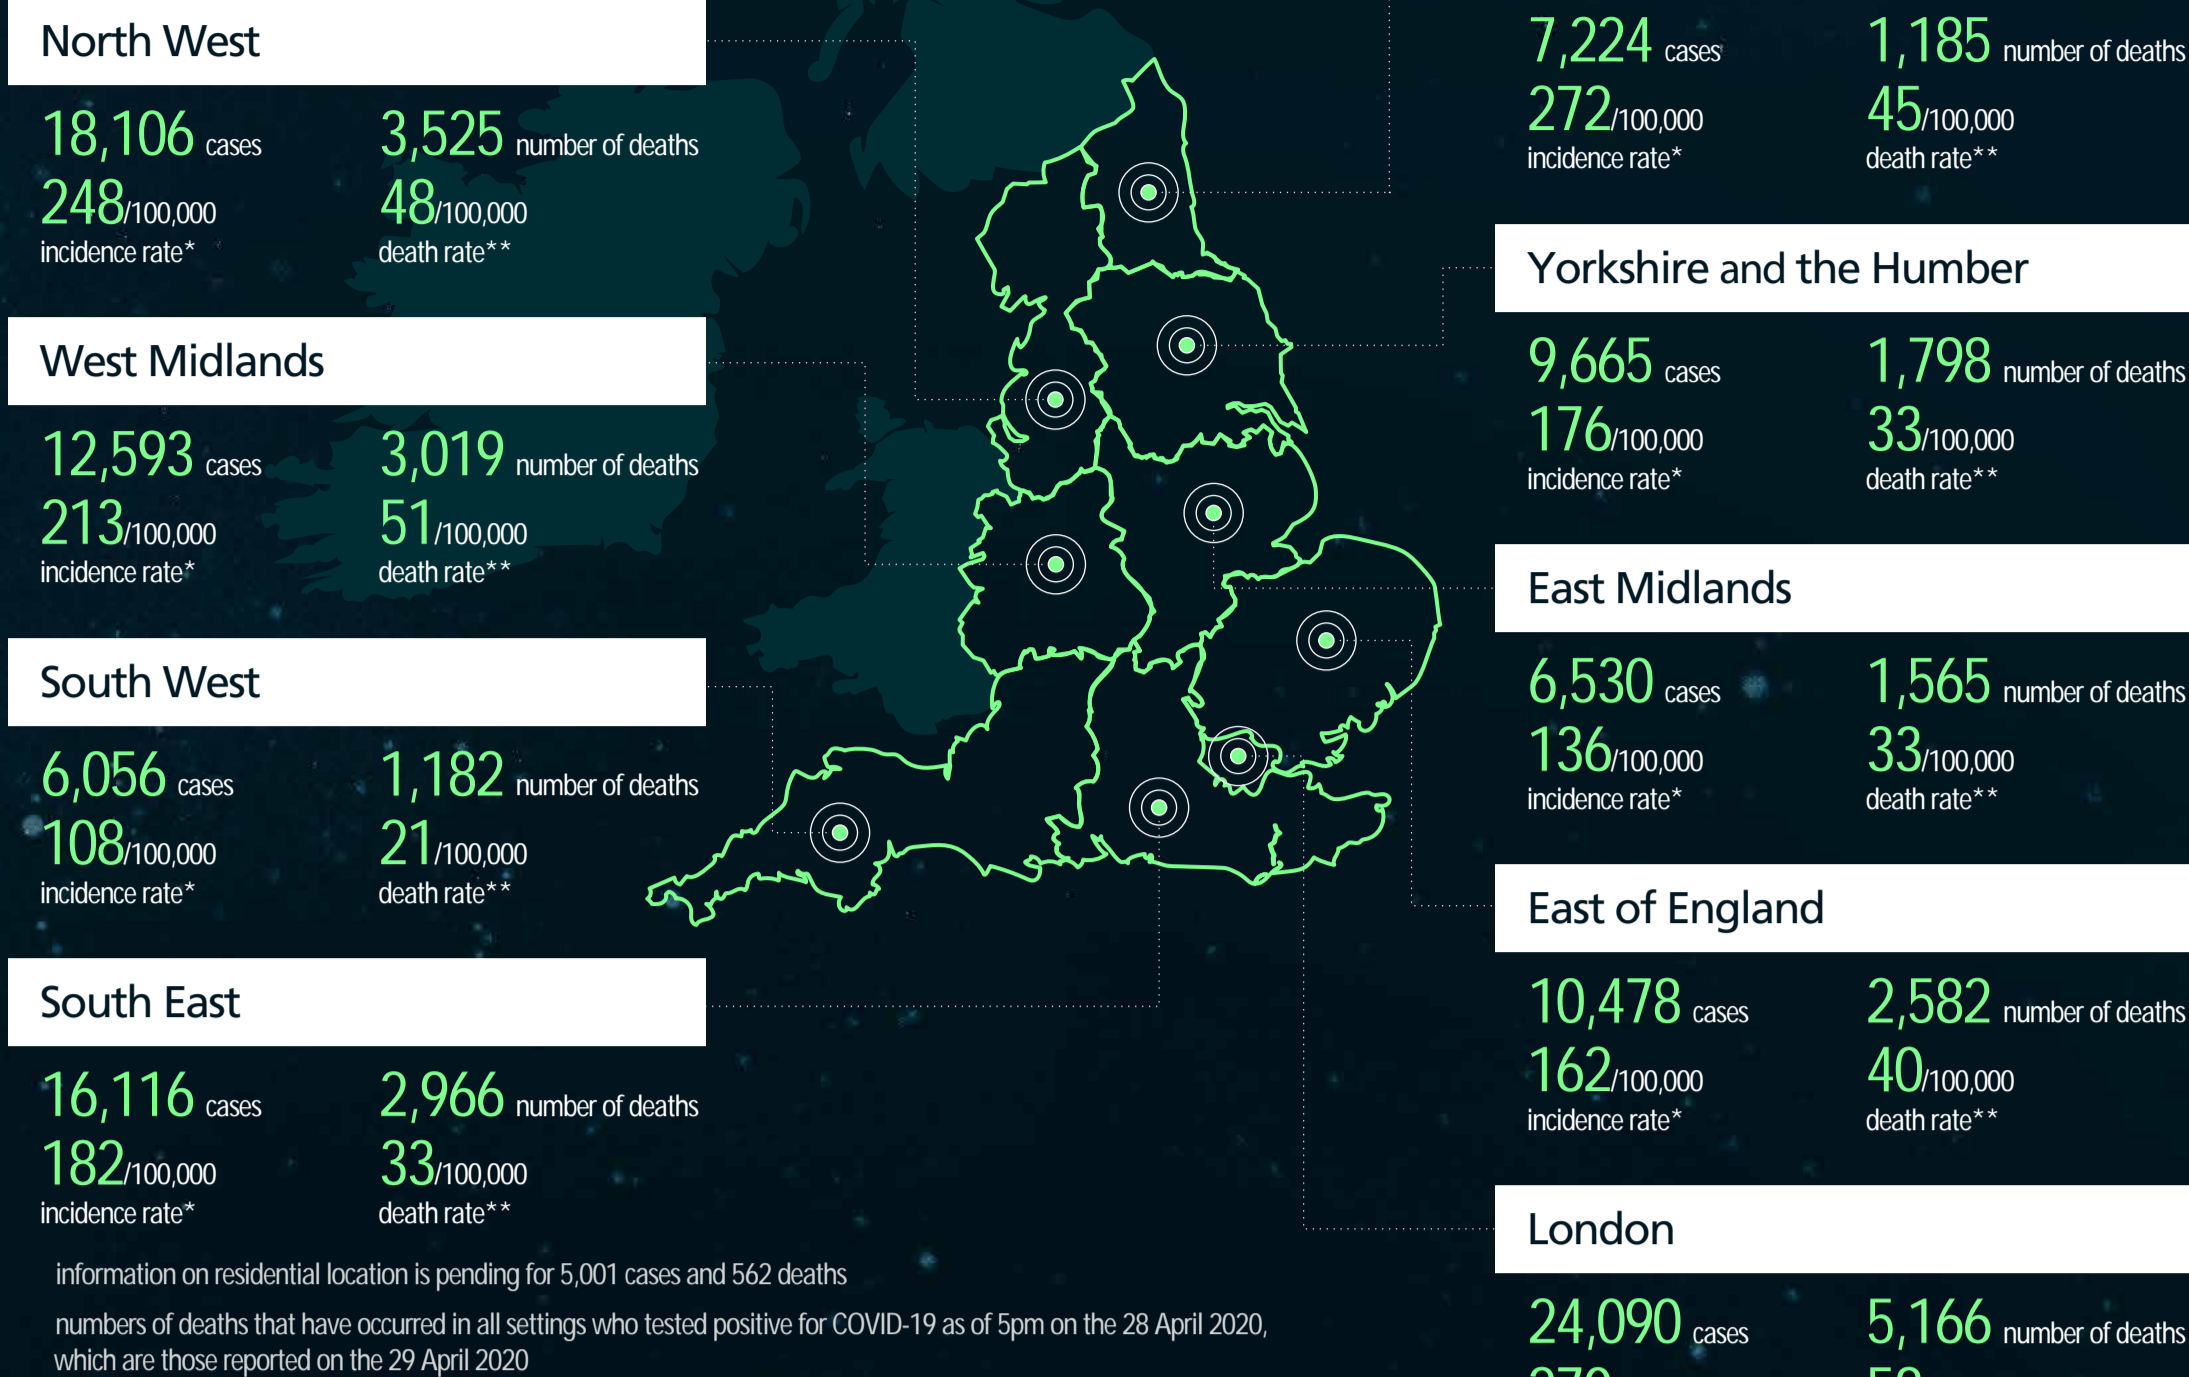 North West
18,106 cases 3,525 number of deaths
248/100,000 48/100,000
incidence rate* death rate**
West Midlands
12,593 cases 3,019 number of deaths
213/100,000 51/100,000
incidence rate* death rate**
South West
6,056 cases 1,182 number of deaths
108/100,000 21/100,000
incidence rate* death rate**
South East
16,116 cases 2,966 number of deaths
182/100,000 33/100,000
incidence rate* death rate**
information on residential location is pending for 5,001 cases and 562 deaths
numbers of deaths that have occurred in all settings who tested positive for COVID-19 as of 5pm on the 28 April 2020,
which are those reported on the 29 April 2020
7,224 cases 1,185 number of deaths
272/100,000 45/100,000
incidence rate* death rate**
Yorkshire and the Humber
9,665 cases 1,798 number of deaths
176/100,000 33/100,000
incidence rate* death rate**
East Midlands
6,530 cases 1,565 number of deaths
136/100,000 33/100,000
incidence rate* death rate**
East of England
10,478 cases 2,582 number of deaths
162/100,000 40/100,000
incidence rate* death rate**
London
24,090 cases 5,166 number of deaths